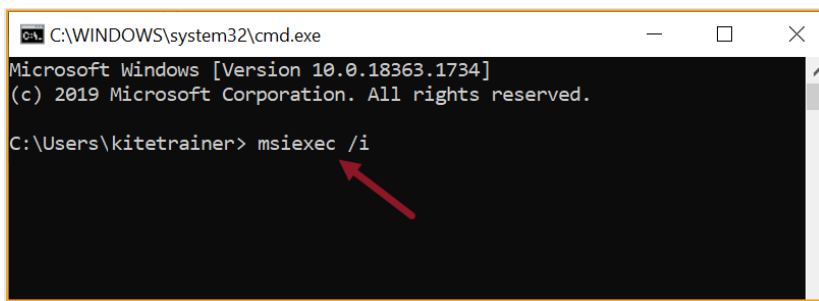 C:\WINDOWS\system32\cmd.exe
Microsoft Windows [Version 10.0.18363.1734]
(c) 2019 Microsoft Corporation. All rights reserved.
C:\Users\kitetrainer> msiexec /i